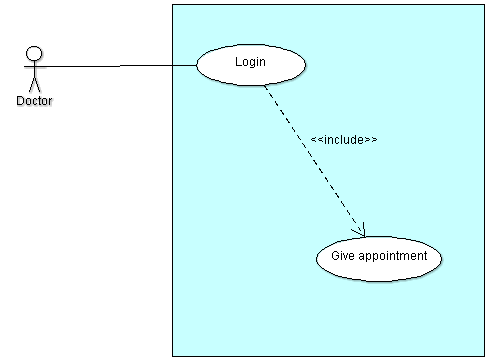 Login
Doctor
<<include>>
Give appointment